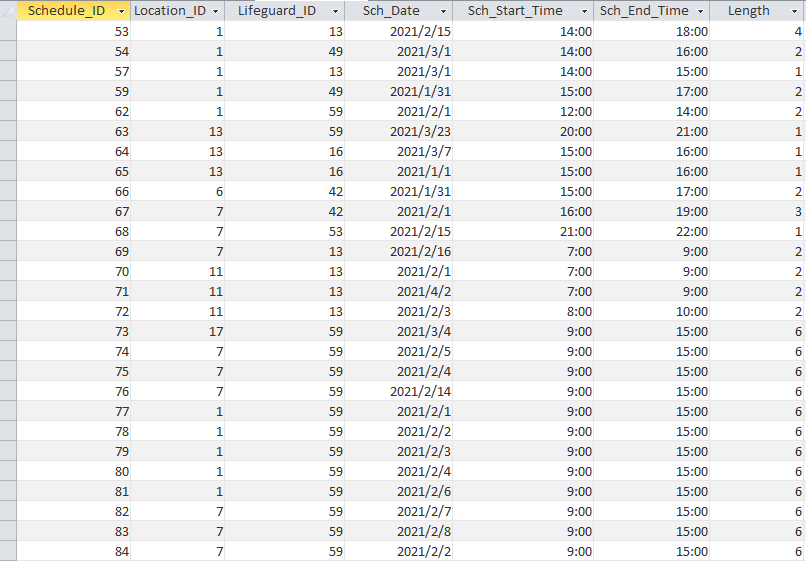 Schedule_ID Location_ID Lifeguard_ID Sch_Date Sch_Start_Time Sch_End_Time Length
53 1 13 2021/2/15 14:00 18:00 4
54 1 49 2021/3/1 14:00 16:00 2
57 1 13 2021/3/1 14:00 15:00 1
59 1 49 2021/1/31 15:00 17:00 2
62 1 59 2021/2/1 12:00 14:00 2
63 13 59 2021/3/23 20:00 21:00 1
64 13 16 2021/3/7 15:00 16:00 1
65 13 16 2021/1/1 15:00 16:00 1
66 6 42 2021/1/31 15:00 17:00 2
67 7 42 2021/2/1 16:00 19:00 3
68 7 53 2021/2/15 21:00 22:00 1
69 7 13 2021/2/16 7:00 9:00 2
70 11 13 2021/2/1 7:00 9:00 2
71 11 13 2021/4/2 7:00 9:00 2
72 11 13 2021/2/3 8:00 10:00 2
73 17 59 2021/3/4 9:00 15:00 6
74 7 59 2021/2/5 9:00 15:00 6
75 7 59 2021/2/4 9:00 15:00 6
76 7 59 2021/2/14 9:00 15:00 6
77 1 59 2021/2/1 9:00 15:00 6
78 1 59 2021/2/2 9:00 15:00 6
79 1 59 2021/2/3 9:00 15:00 6
80 1 59 2021/2/4 9:00 15:00 6
81 1 59 2021/2/6 9:00 15:00 6
82 7 59 2021/2/7 9:00 15:00 6
83 7 59 2021/2/8 9:00 15:00 6
84 7 59 2021/2/2 9:00 15:00 6